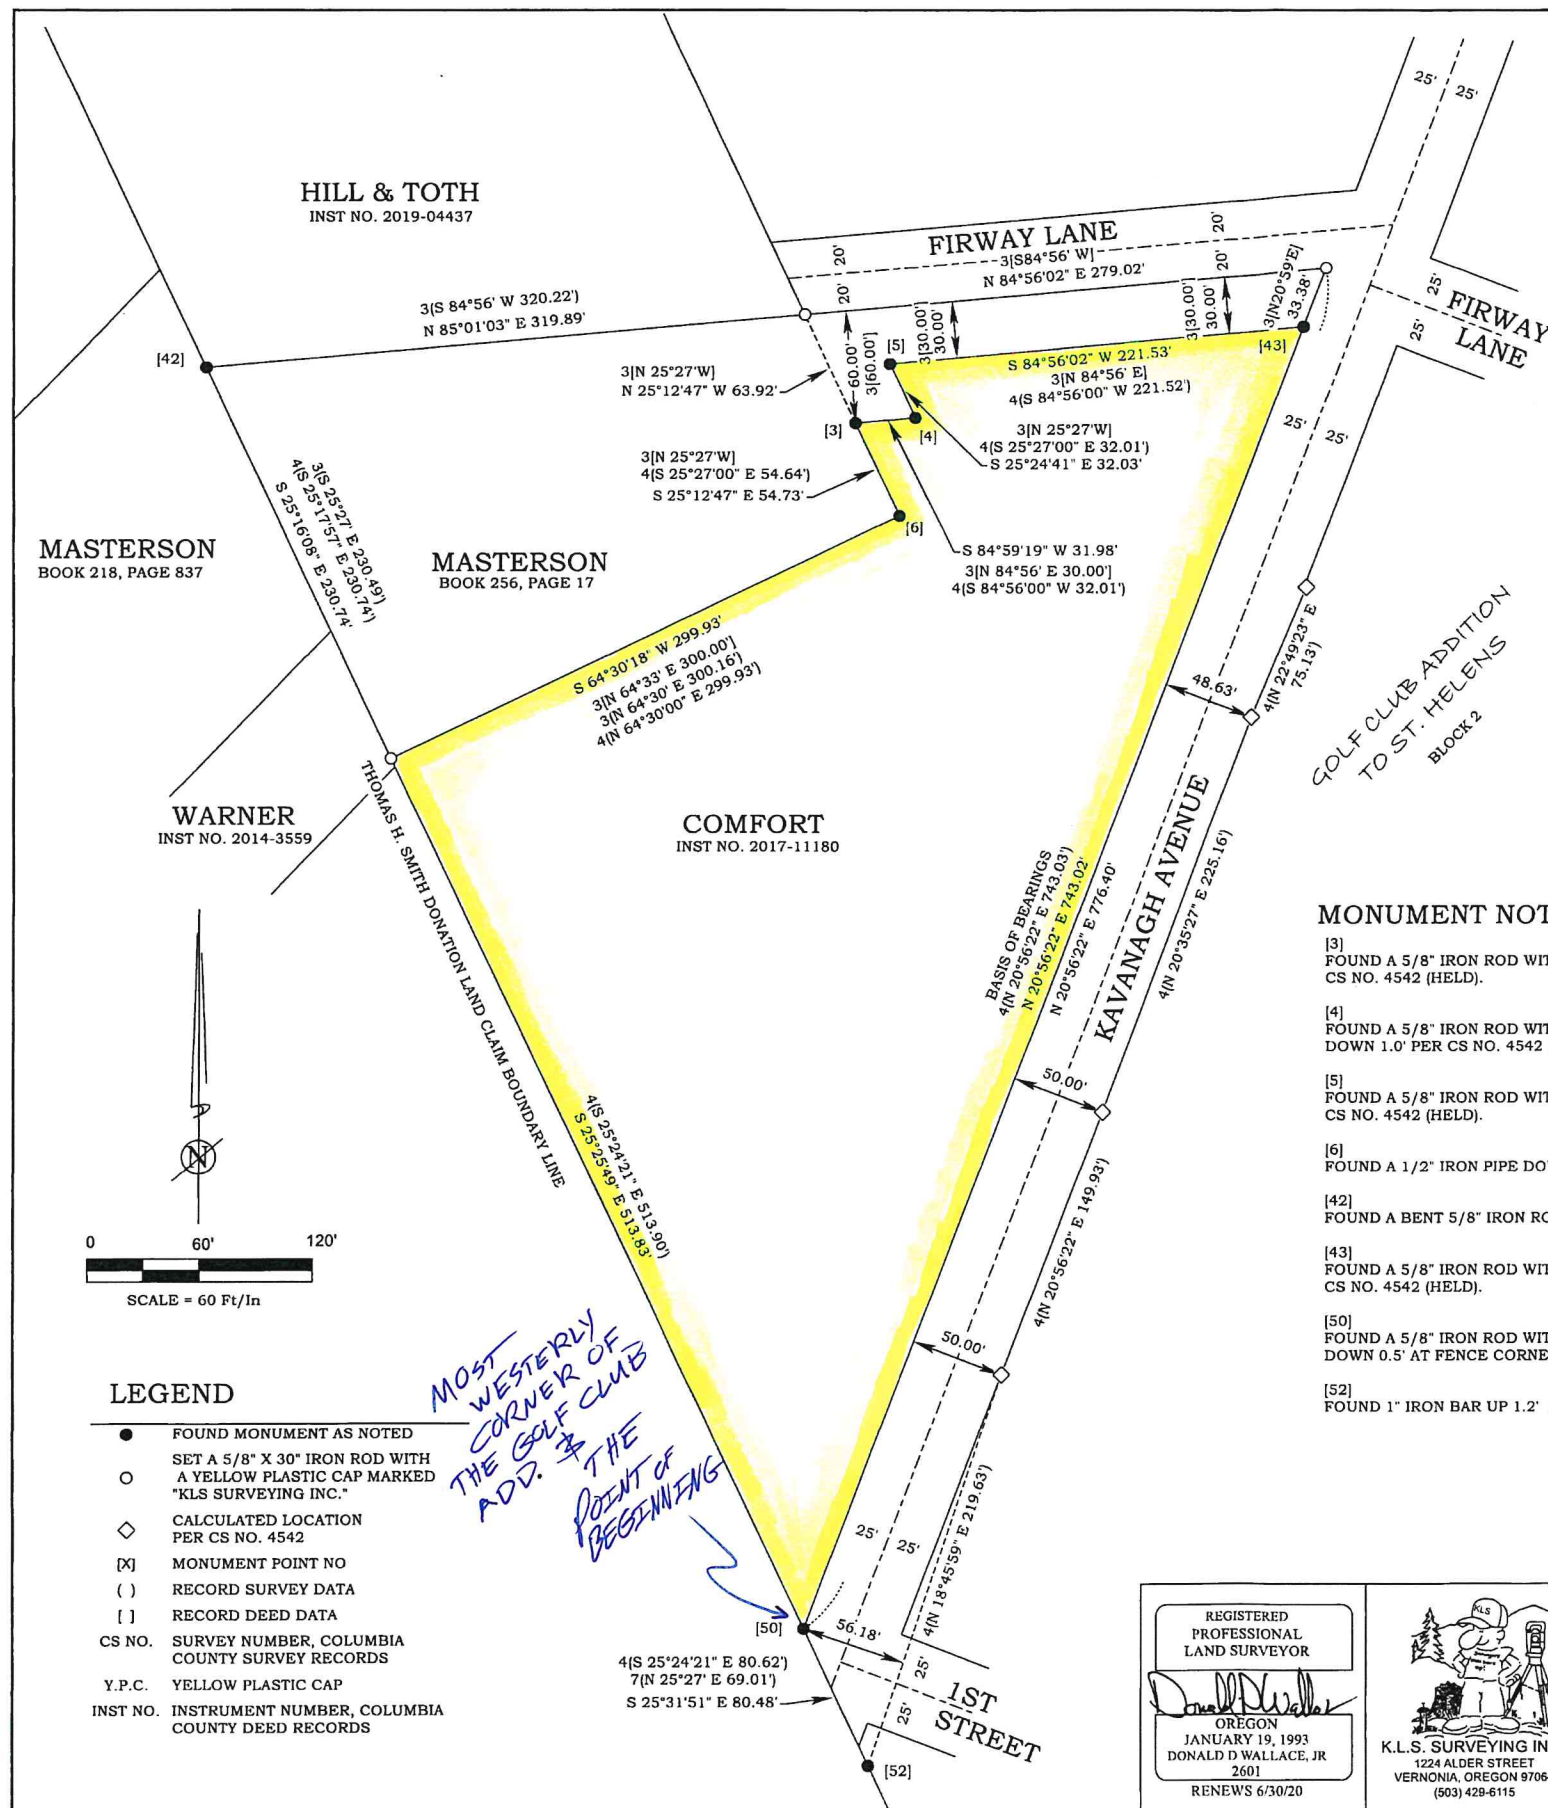 HILL & TOTH
INST NO. 2019-04437
3(S 84°56' W 320.22')
N 85°01'03" E 319.89'
[42]
FIRWAY LANE
3[S84°56' W]
N 84°56'02" E 279.02'
20'
20'
20'
20'
25'
25'
3[N20°59'E]
33.38'
25'
FIRWAY
LANE
25'
3[N 25°27'W]
N 25°12'47" W 63.92'
60.00'
3[60.00']
[5]
3[30.00']
30.00'
3[30.00']
30.00'
[43]
S 84°56'02" W 221.53'
3[N 84°56' E]
4(S 84°56'00" W 221.52')
[3]
[4]
3[N 25°27'W]
4(S 25°27'00" E 32.01')
S 25°24'41" E 32.03'
25'
25'
3[N 25°27'W]
4(S 25°27'00" E 54.64')
S 25°12'47" E 54.73'
[6]
S 84°59'19" W 31.98'
3[N 84°56' E 30.00']
4(S 84°56'00" W 32.01')
3(S 25°27' E 230.49')
4(S 25°17'57" E 230.74')
S 25°16'08" E 230.74'
MASTERSON
BOOK 218, PAGE 837
MASTERSON
BOOK 256, PAGE 17
S 64°30'18" W 299.93'
3[N 64°33' E 300.00']
3(N 64°30' E 300.16')
4(N 64°30'00" E 299.93')
4(N 22°49'23" E
75.13')
48.63'
GOLF CLUB ADDITION
TO ST. HELENS
BLOCK 2
WARNER
INST NO. 2014-3559
THOMAS H. SMITH DONATION LAND CLAIM BOUNDARY LINE
COMFORT
INST NO. 2017-11180
BASIS OF BEARINGS
4(N 20°56'22" E 743.03')
N 20°56'22" E 743.02'
N 20°56'22" E 776.40'
KAVANAGH AVENUE
4(N 20°35'27" E 225.16')
50.00'
MONUMENT NOT
[3]
FOUND A 5/8" IRON ROD WIT
CS NO. 4542 (HELD).
[4]
FOUND A 5/8" IRON ROD WIT
DOWN 1.0' PER CS NO. 4542
[5]
FOUND A 5/8" IRON ROD WIT
CS NO. 4542 (HELD).
[6]
FOUND A 1/2" IRON PIPE DO
[42]
FOUND A BENT 5/8" IRON RO
[43]
FOUND A 5/8" IRON ROD WIT
CS NO. 4542 (HELD).
[50]
FOUND A 5/8" IRON ROD WIT
DOWN 0.5' AT FENCE CORNE
[52]
FOUND 1" IRON BAR UP 1.2'
4(S 25°24'21" E 513.90')
S 25°25'49" E 513.83'
4(N 20°56'22" E 149.93')
50.00'
N
0 60' 120'
SCALE = 60 Ft/In
MOST
WESTERLY
CORNER OF
THE GOLF CLUB
ADD. &
THE
POINT OF
BEGINNING
LEGEND
FOUND MONUMENT AS NOTED
SET A 5/8" X 30" IRON ROD WITH
A YELLOW PLASTIC CAP MARKED
"KLS SURVEYING INC."
CALCULATED LOCATION
PER CS NO. 4542
[X] MONUMENT POINT NO
( ) RECORD SURVEY DATA
[ ] RECORD DEED DATA
CS NO. SURVEY NUMBER, COLUMBIA
COUNTY SURVEY RECORDS
Y.P.C. YELLOW PLASTIC CAP
INST NO. INSTRUMENT NUMBER, COLUMBIA
COUNTY DEED RECORDS
25'
25'
4(N 18°45'59" E 219.63')
[50]
56.18'
4(S 25°24'21" E 80.62')
7(N 25°27' E 69.01')
S 25°31'51" E 80.48'
25'
25'
1ST
STREET
[52]
REGISTERED
PROFESSIONAL
LAND SURVEYOR
Donald D Wallace
OREGON
JANUARY 19, 1993
DONALD D WALLACE, JR
2601
RENEWS 6/30/20
KLS
K.L.S. SURVEYING IN
1224 ALDER STREET
VERNONIA, OREGON 9706
(503) 429-6115